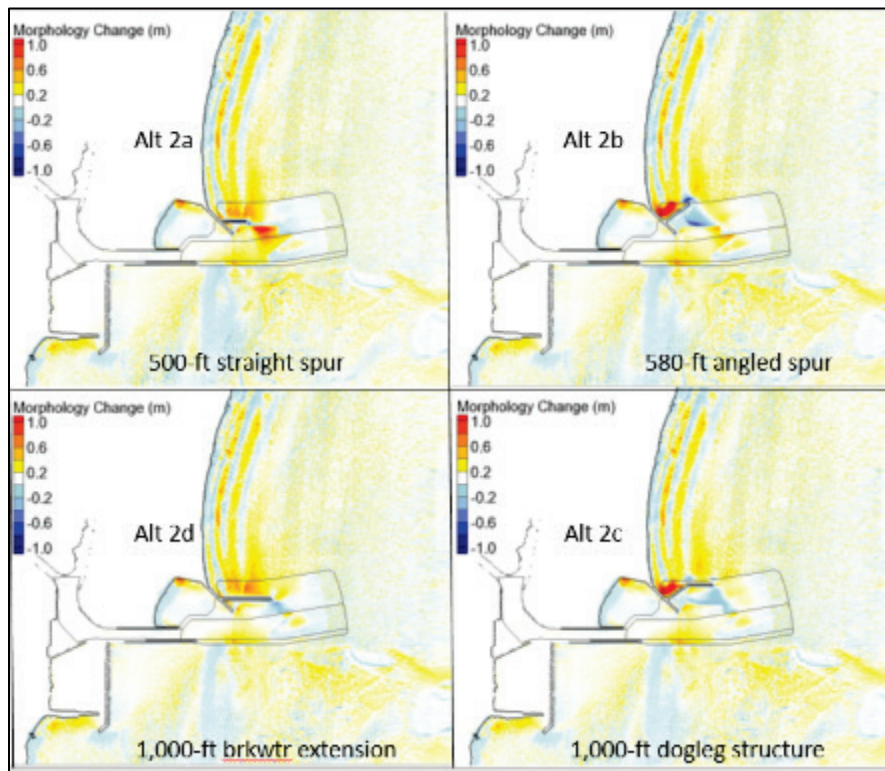 Morphology Change (m)
1.0
0.6
0.2
-0.2
-0.6
-1.0
Alt 2a
500-ft straight spur
Morphology Change (m)
1.0
0.6
0.2
-0.2
-0.6
-1.0
Alt 2b
580-ft angled spur
Morphology Change (m)
1.0
0.6
0.2
-0.2
-0.6
-1.0
Alt 2d
1,000-ft brkwtr extension
Morphology Change (m)
1.0
0.6
0.2
-0.2
-0.6
-1.0
Alt 2c
1,000-ft dogleg structure